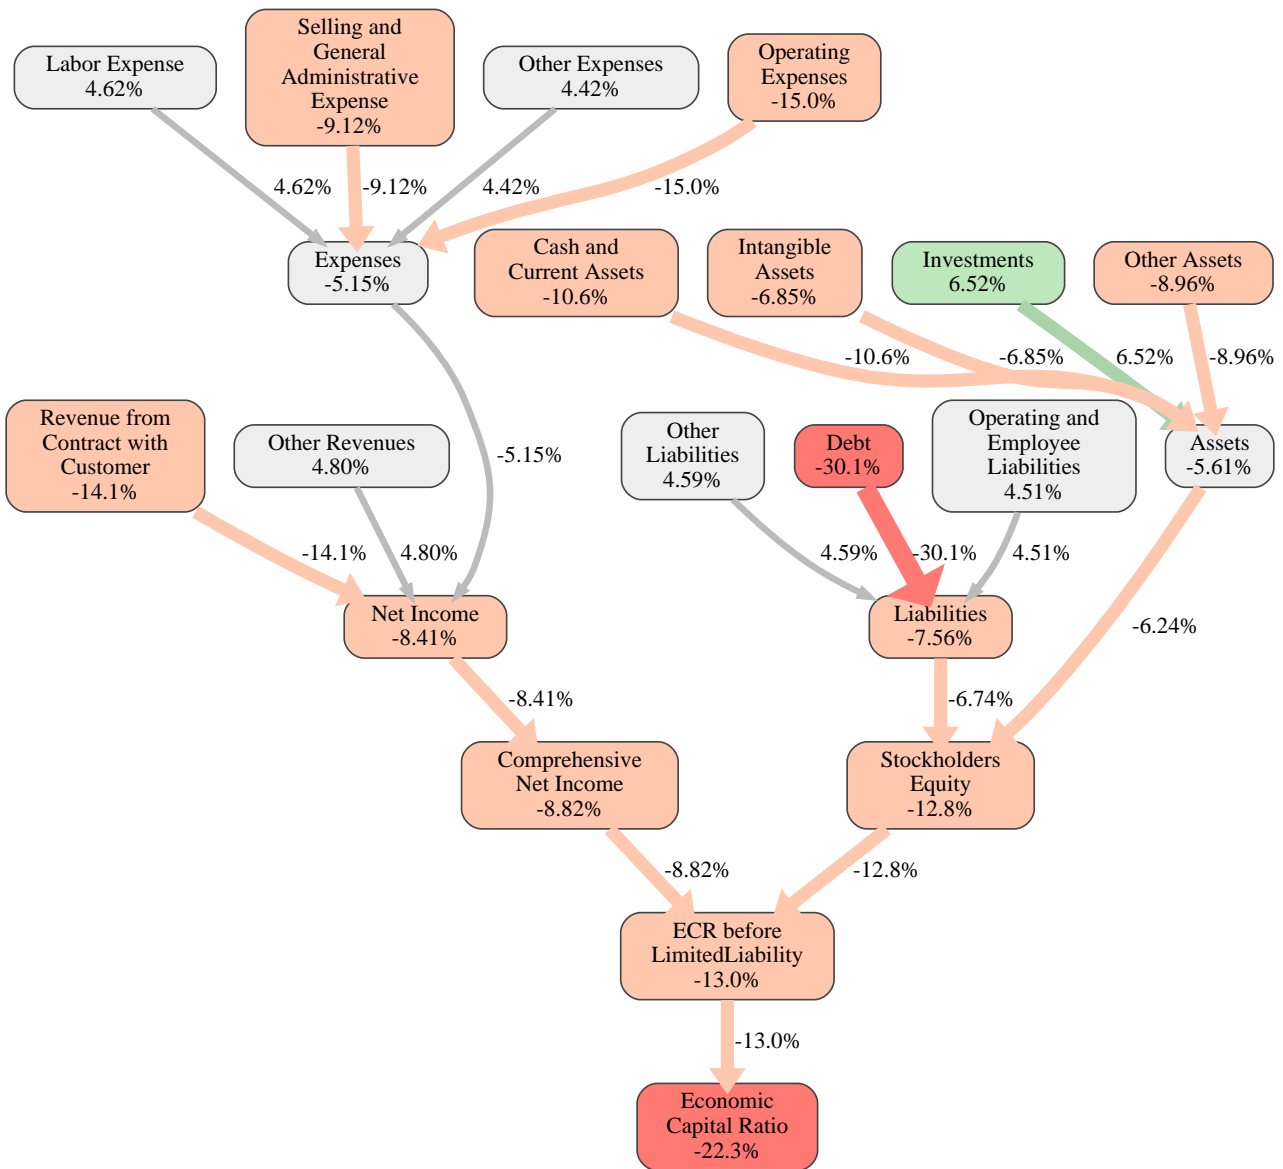 Labor Expense
4.62%
Selling and
General
Administrative
Expense
-9.12%
Other Expenses
4.42%
Operating
Expenses
-15.0%
4.62%
-9.12%
4.42%
-15.0%
Expenses
-5.15%
Cash and
Current Assets
-10.6%
Intangible
Assets
-6.85%
Investments
6.52%
Other Assets
-8.96%
-10.6%
-6.85%
6.52%
-8.96%
Revenue from
Contract with
Customer
-14.1%
Other Revenues
4.80%
-5.15%
Other
Liabilities
4.59%
Debt
-30.1%
Operating and
Employee
Liabilities
4.51%
Assets
-5.61%
-14.1%
4.80%
4.59%
-30.1%
4.51%
Net Income
-8.41%
Liabilities
-7.56%
-6.24%
-8.41%
-6.74%
Comprehensive
Net Income
-8.82%
Stockholders
Equity
-12.8%
-8.82%
-12.8%
ECR before
LimitedLiability
-13.0%
-13.0%
Economic
Capital Ratio
-22.3%